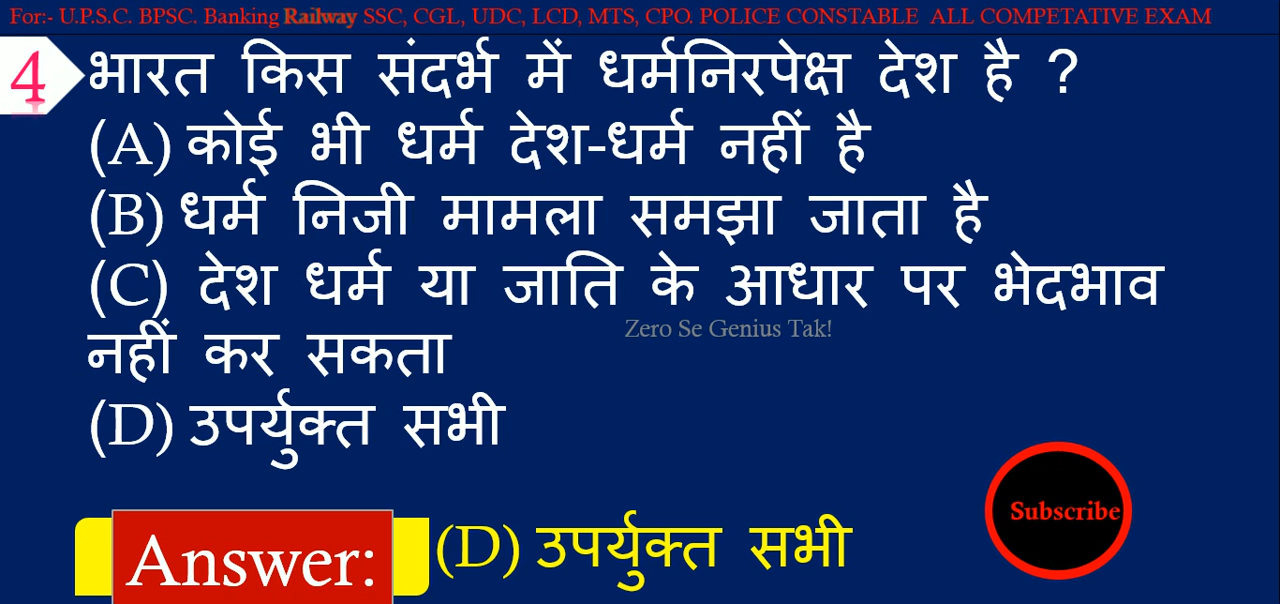 For:- U.P.S.C. BPSC. Banking Railway SSC, CGL, UDC, LCD, MTS, CPO. POLICE CONSTABLE ALL COMPETATIVE EXAM
4 भारत किस संदर्भ में धर्मनिरपेक्ष देश है ?
(A) कोई भी धर्म देश-धर्म नहीं है
(B) धर्म निजी मामला समझा जाता है
(C) देश धर्म या जाति के आधार पर भेदभाव
नहीं कर सकता
Zero Se Genius Tak!
(D) उपर्युक्त सभी
Subscribe
Answer: (D) उपर्युक्त सभी